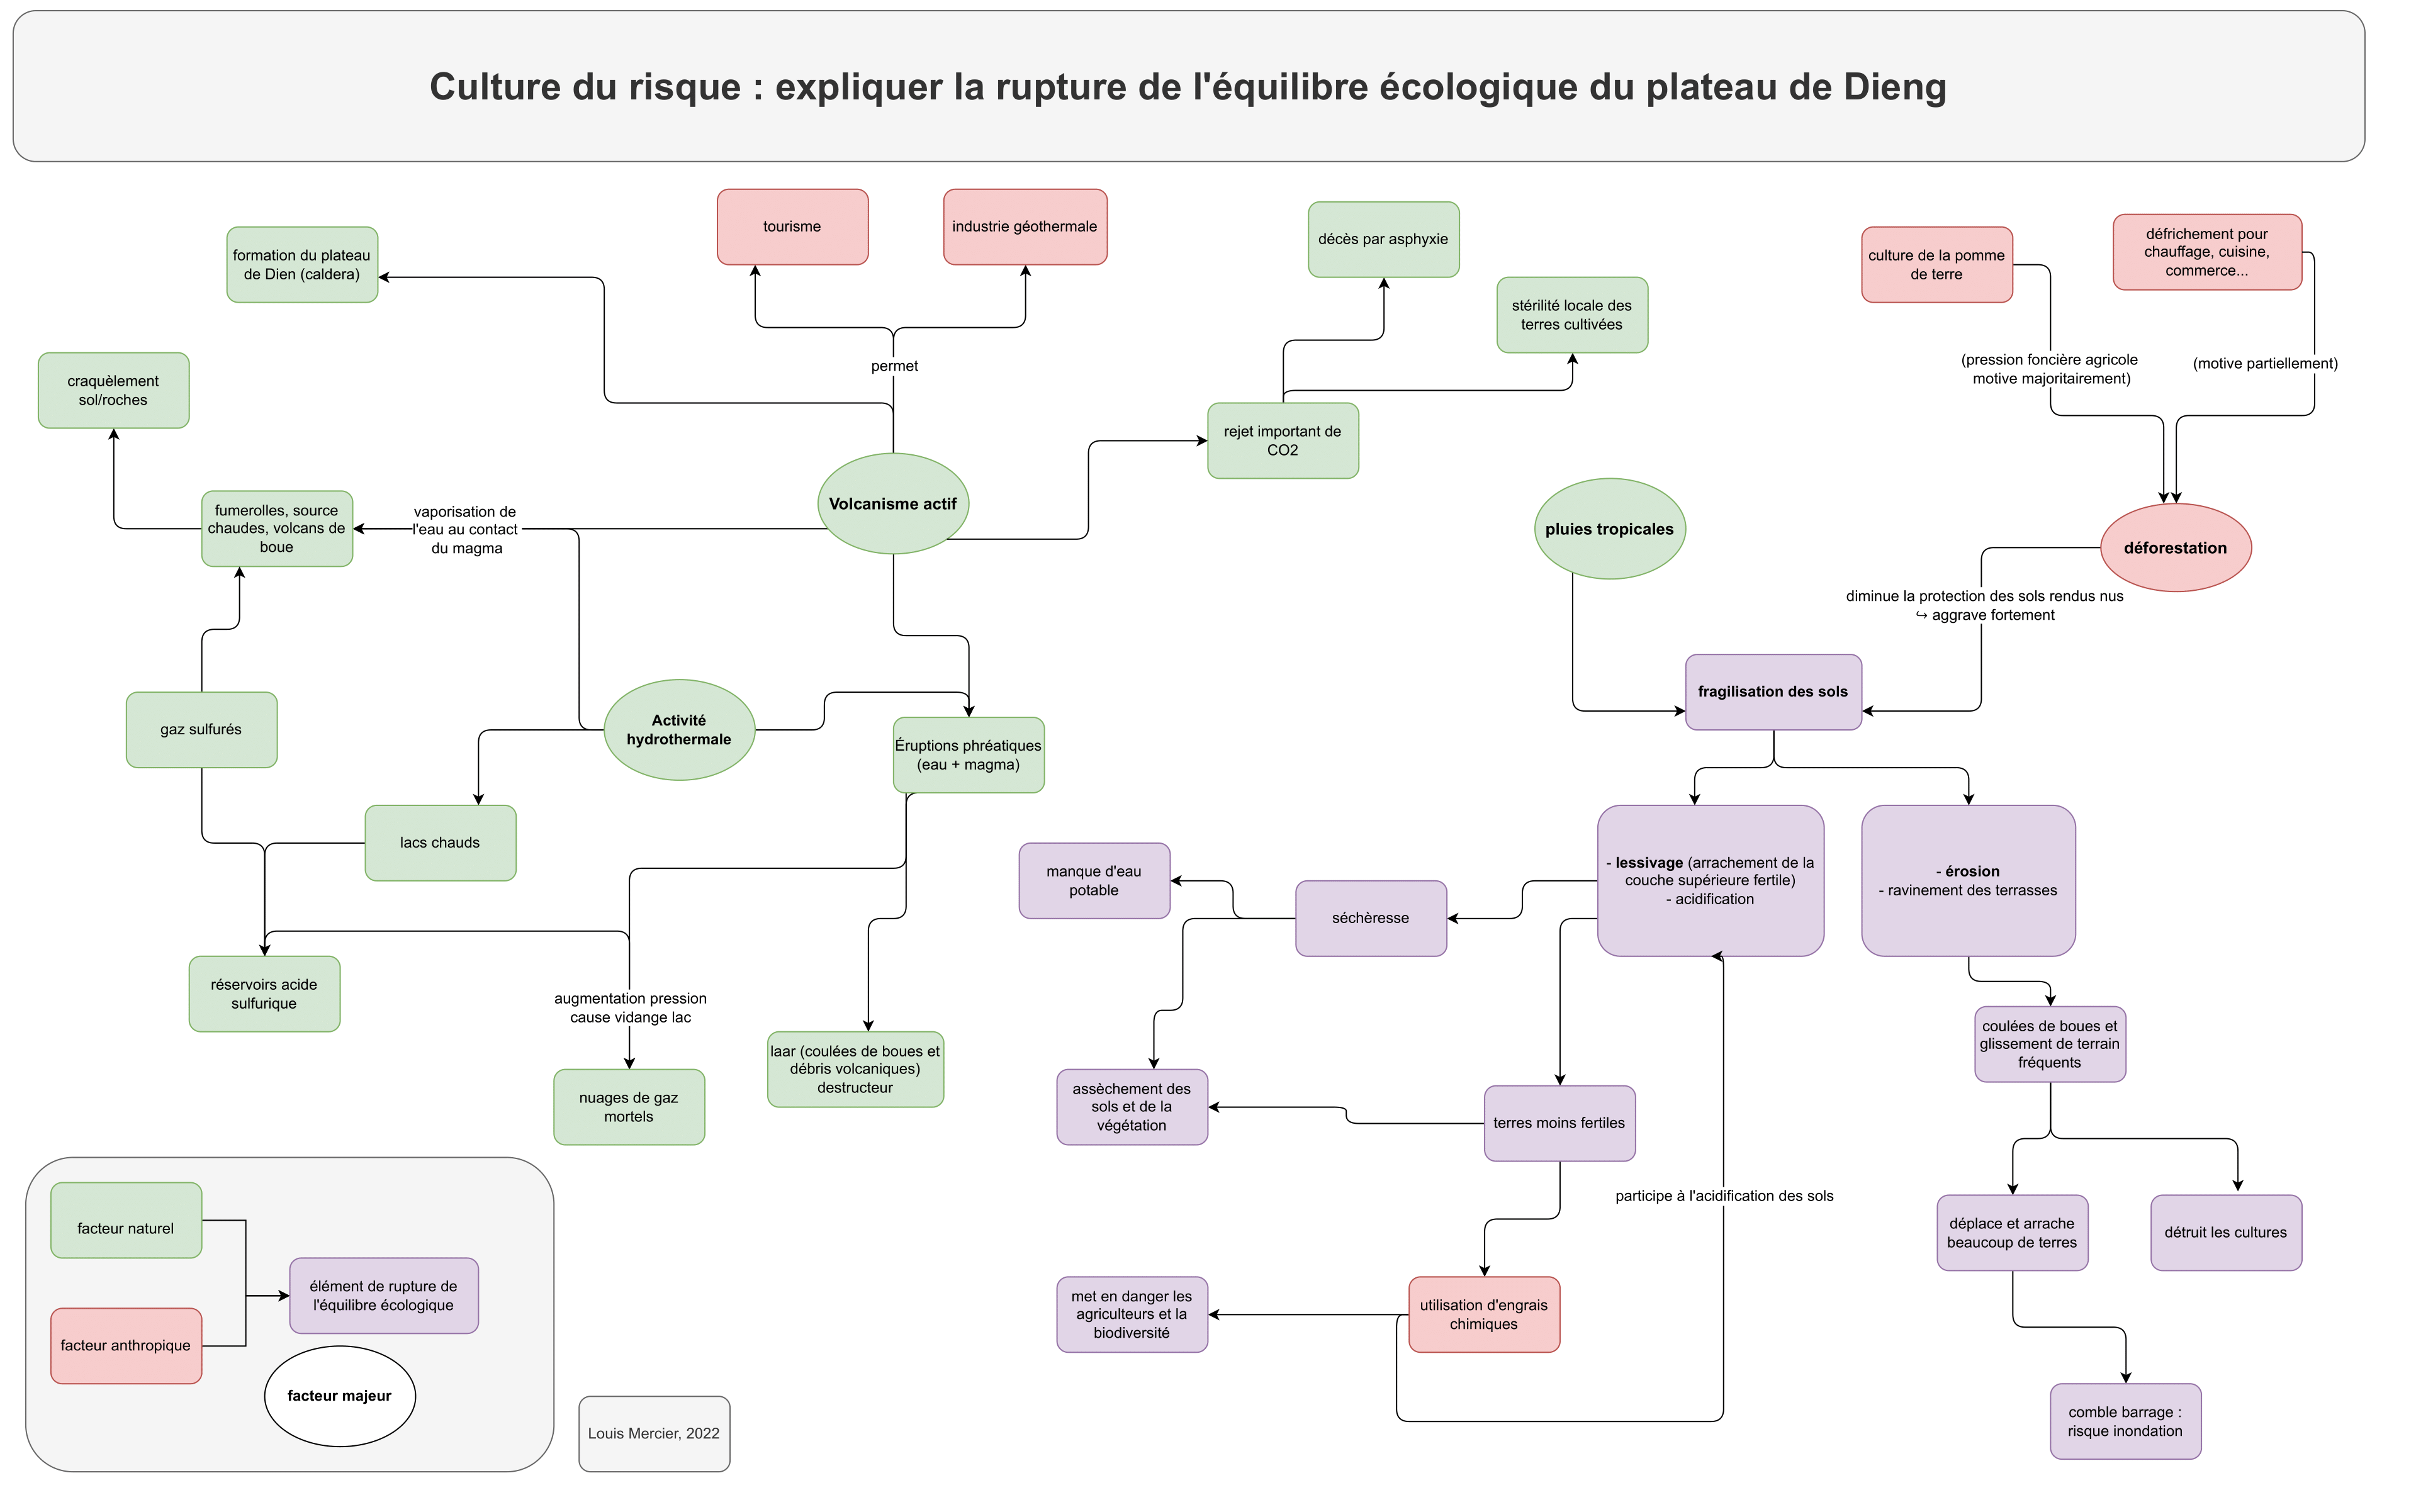 Culture du risque : expliquer la rupture de l'équilibre écologique du plateau de Dieng
tourisme
industrie géothermale
décès par asphyxie
formation du plateau
de Dien (caldera)
culture de la pomme
de terre
défrichement pour
chauffage, cuisine,
commerce...
stérilité locale des
terres cultivées
permet
(pression foncière agricole
motive majoritairement)
(motive partiellement)
craquèlement
sol/roches
rejet important de
CO2
Volcanisme actif
fumerolles, source
chaudes, volcans de
boue
vaporisation de
l'eau au contact
du magma
pluies tropicales
déforestation
diminue la protection des sols rendus nus
↪ aggrave fortement
fragilisation des sols
gaz sulfurés
Activité
hydrothermale
Éruptions phréatiques
(eau + magma)
lacs chauds
manque d'eau
potable
séchèresse
- lessivage (arrachement de la
couche supérieure fertile)
- acidification
- érosion
- ravinement des terrasses
réservoirs acide
sulfurique
augmentation pression
cause vidange lac
coulées de boues et
glissement de terrain
fréquents
laar (coulées de boues et
débris volcaniques)
destructeur
nuages de gaz
mortels
assèchement des
sols et de la
végétation
terres moins fertiles
participe à l'acidification des sols
déplace et arrache
beaucoup de terres
détruit les cultures
met en danger les
agriculteurs et la
biodiversité
utilisation d'engrais
chimiques
comble barrage :
risque inondation
facteur naturel
élément de rupture de
l'équilibre écologique
facteur anthropique
facteur majeur
Louis Mercier, 2022